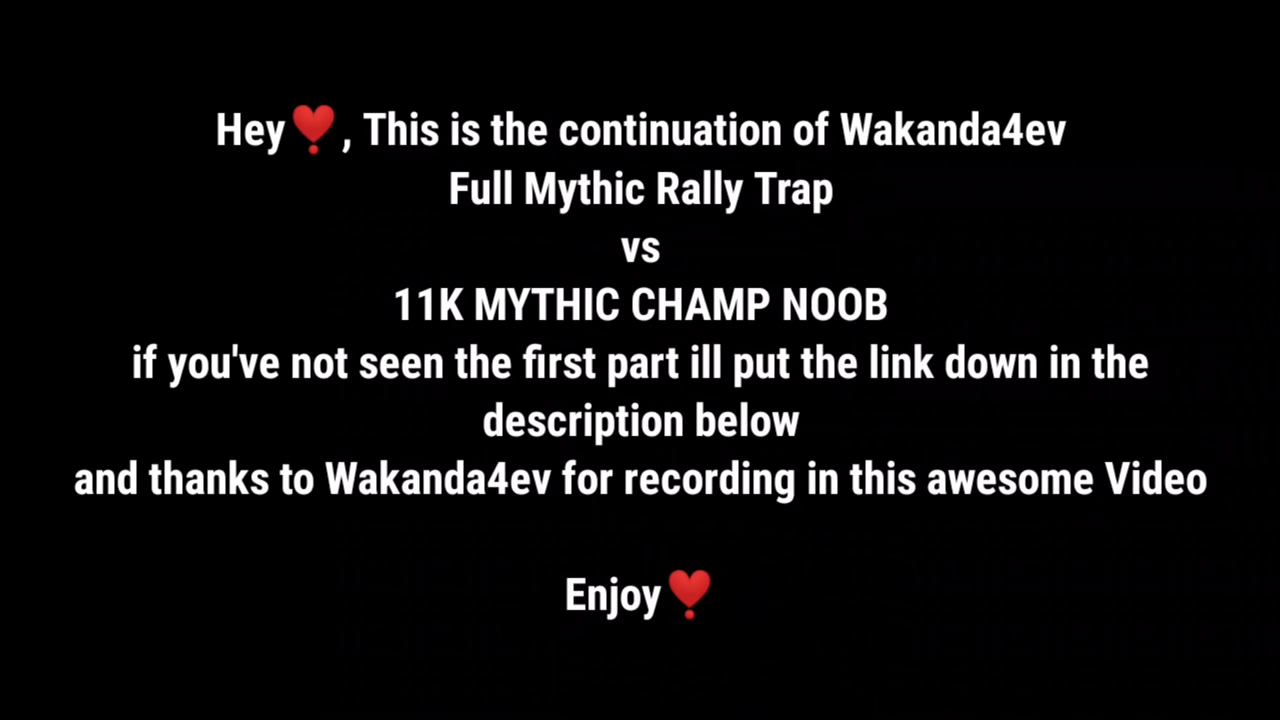 Hey❣️, This is the continuation of Wakanda4ev
Full Mythic Rally Trap
vs
11K MYTHIC CHAMP NOOB
if you've not seen the first part ill put the link down in the
description below
and thanks to Wakanda4ev for recording in this awesome Video
Enjoy❣️